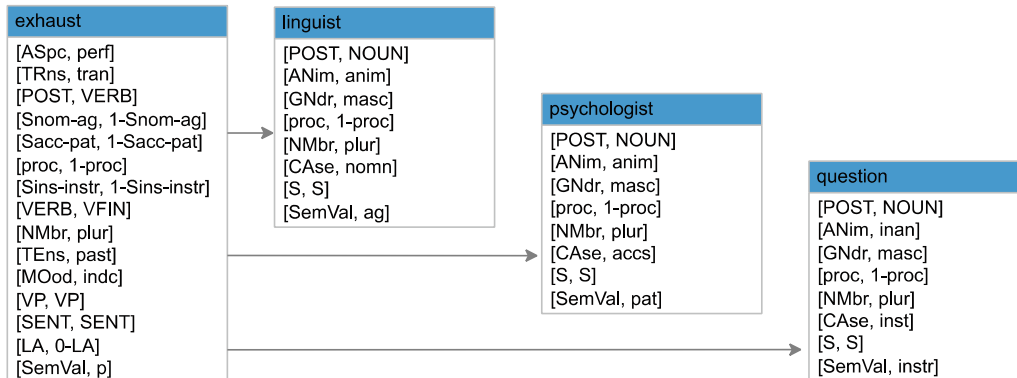 exhaust
[ASpc, perf]
[TRns, tran]
[POST, VERB]
[Snom-ag, 1-Snom-ag]
[Sacc-pat, 1-Sacc-pat]
[proc, 1-proc]
[Sins-instr, 1-Sins-instr]
[VERB, VFIN]
[NMbr, plur]
[TEns, past]
[MOod, indc]
[VP, VP]
[SENT, SENT]
[LA, 0-LA]
[SemVal, p]
linguist
[POST, NOUN]
[ANim, anim]
[GNdr, masc]
[proc, 1-proc]
[NMbr, plur]
[CAse, nomn]
[S, S]
[SemVal, ag]
psychologist
[POST, NOUN]
[ANim, anim]
[GNdr, masc]
[proc, 1-proc]
[NMbr, plur]
[CAse, accs]
[S, S]
[SemVal, pat]
question
[POST, NOUN]
[ANim, inan]
[GNdr, masc]
[proc, 1-proc]
[NMbr, plur]
[CAse, inst]
[S, S]
[SemVal, instr]